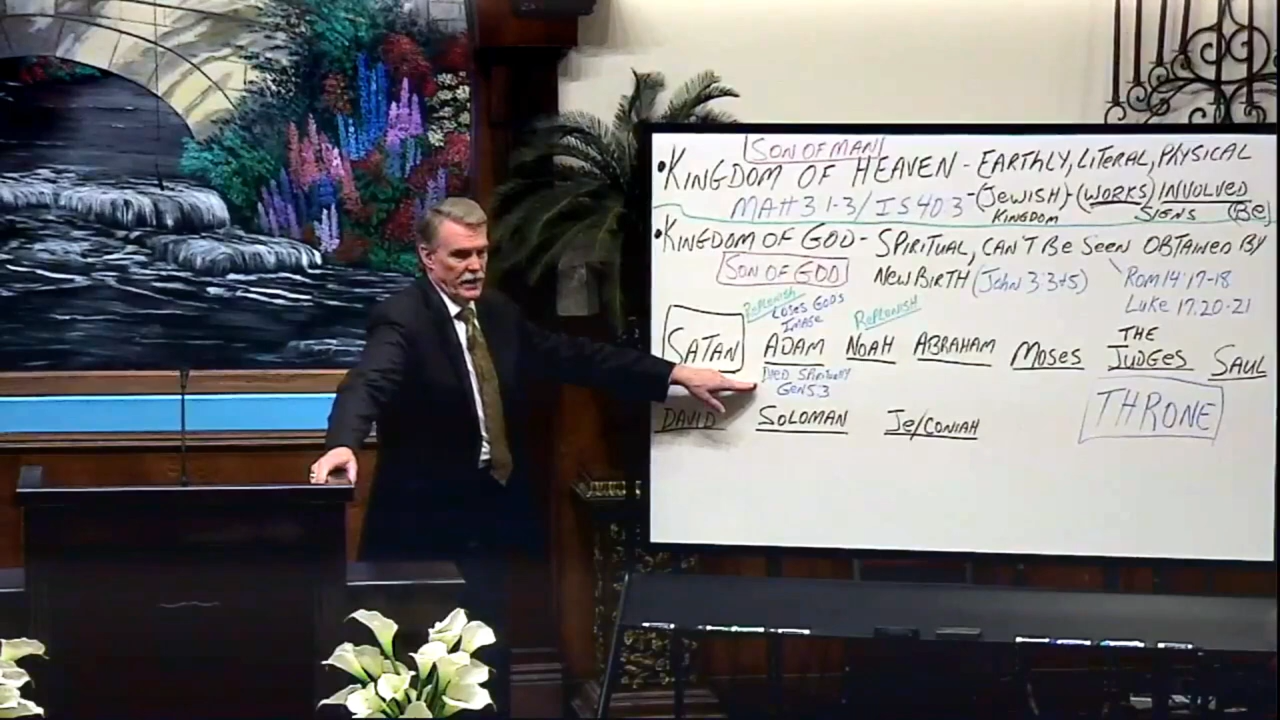 SON OF MAN
• KINGDOM OF HEAVEN - EARTHLY, LITERAL, PHYSICAL
MATT 3 1-3 / IS 40:3 - (JEWISH) - (WORKS) INVOLVED
KINGDOM SIGNS (Be)
• KINGDOM OF GOD - SPIRITUAL, CAN'T BE SEEN OBTAINED BY
SON OF GOD NEW BIRTH (John 3:3+5) Rom 14:17-18
Luke 17:20-21
REPLENISH LOSES GODS IMAGE REPLENISH
SATAN ADAM NOAH ABRAHAM MOSES THE JUDGES SAUL
DIED SPIRITUALLY
GEN 5:3
DAVID SOLOMAN Je/CONIAH THRONE